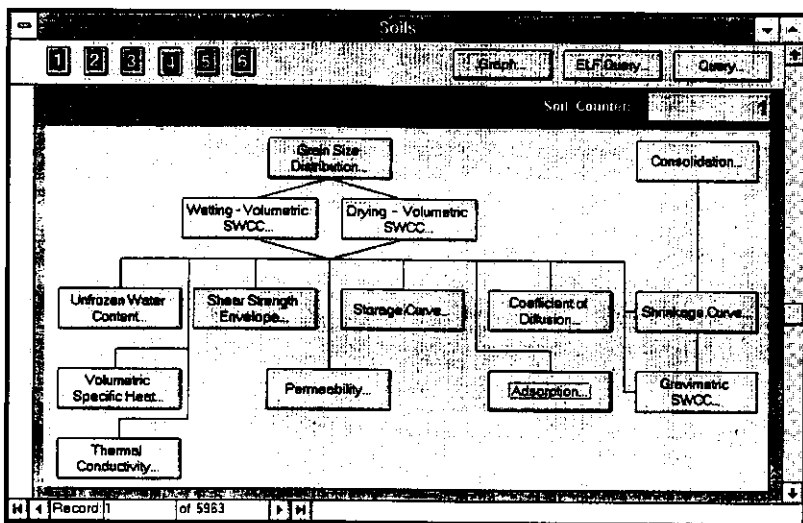 Soils
1 2 3 4 5 6
Graph... ELF Query... Query...
Soil Counter: 1
Grain Size
Distribution...
Consolidation...
Wetting - Volumetric
SWCC...
Drying - Volumetric
SWCC...
Unfrozen Water
Content...
Shear Strength
Envelope...
Storage Curve...
Coefficient of
Diffusion...
Shrinkage Curve...
Volumetric
Specific Heat...
Permeability...
Adsorption...
Gravimetric
SWCC...
Thermal
Conductivity...
Record: 1 of 5963